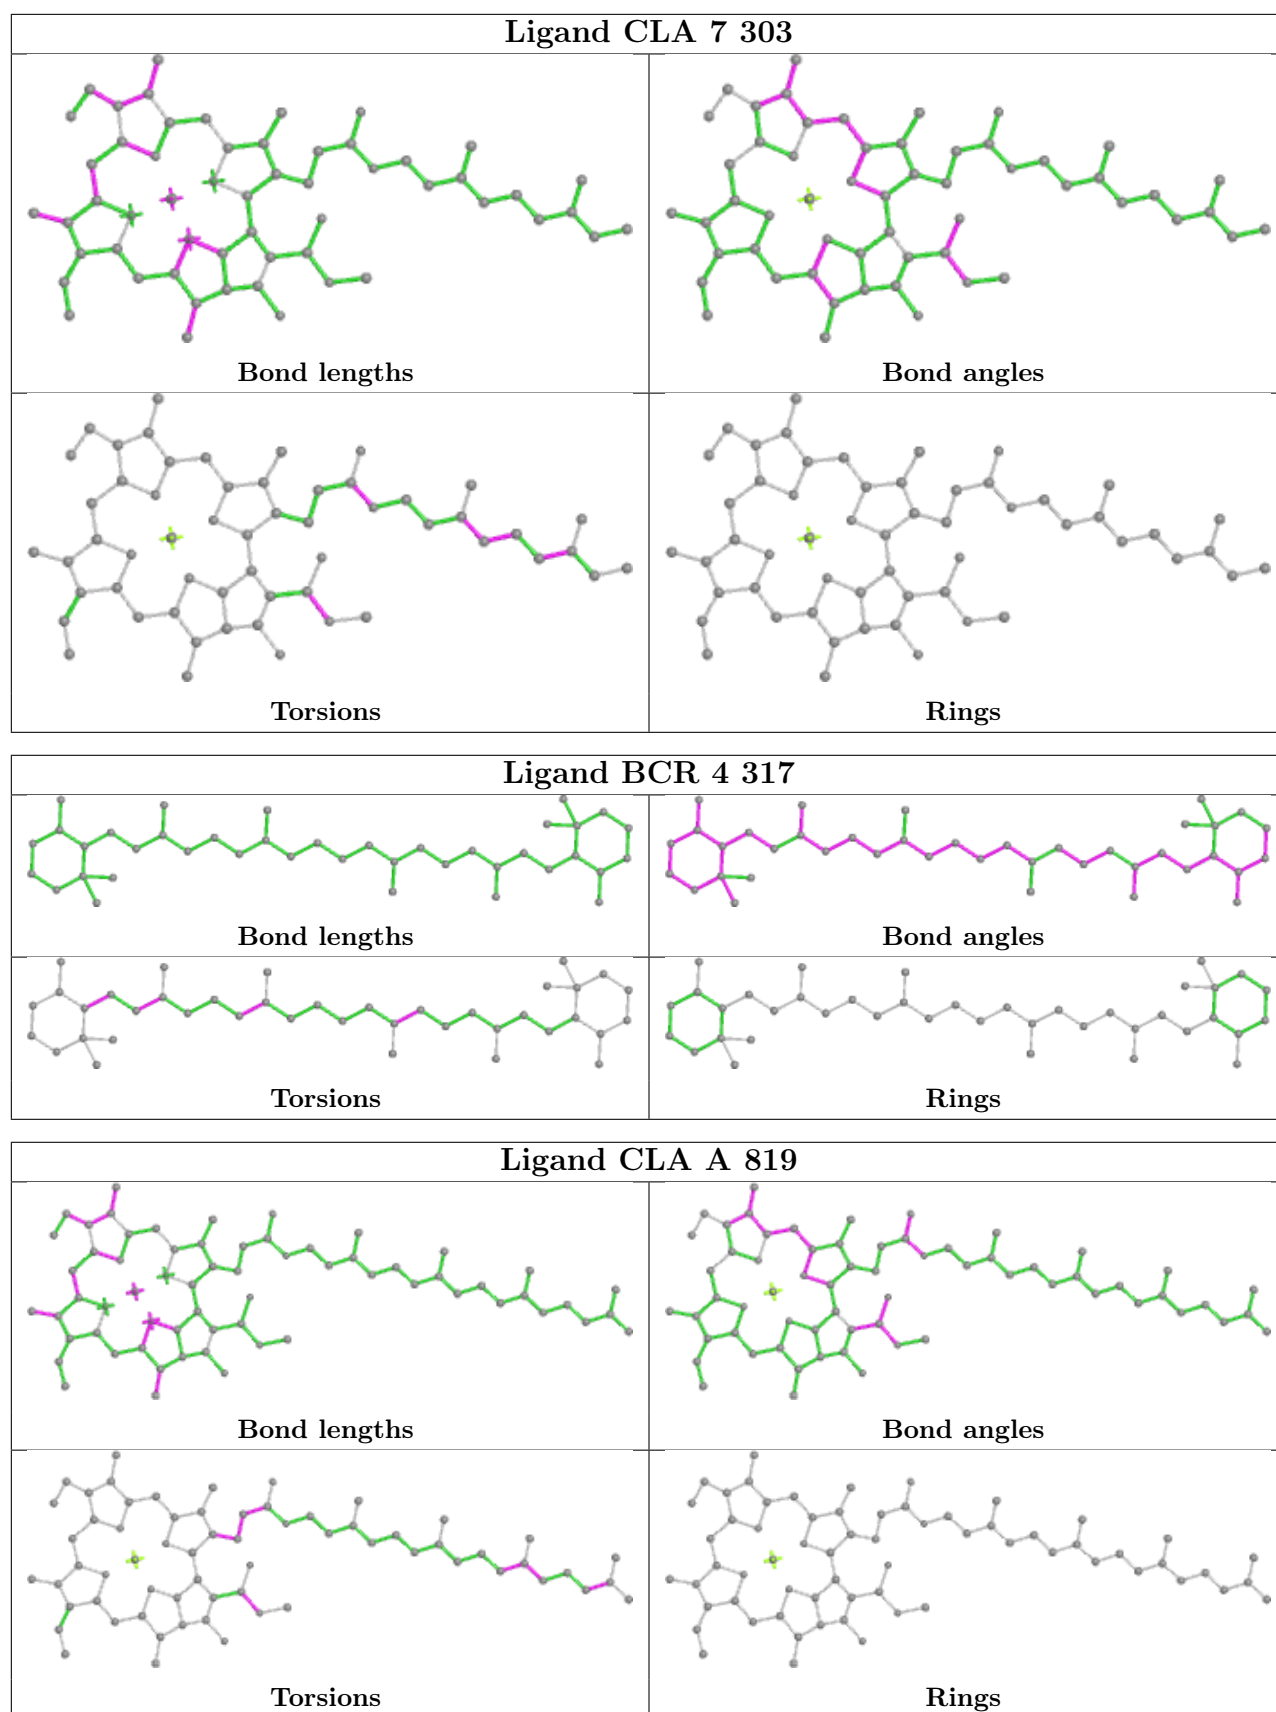 Ligand CLA 7 303
Bond lengths
Bond angles
Torsions
Rings
Ligand BCR 4 317
Bond lengths
Bond angles
Torsions
Rings
Ligand CLA A 819
Bond lengths
Bond angles
Torsions
Rings